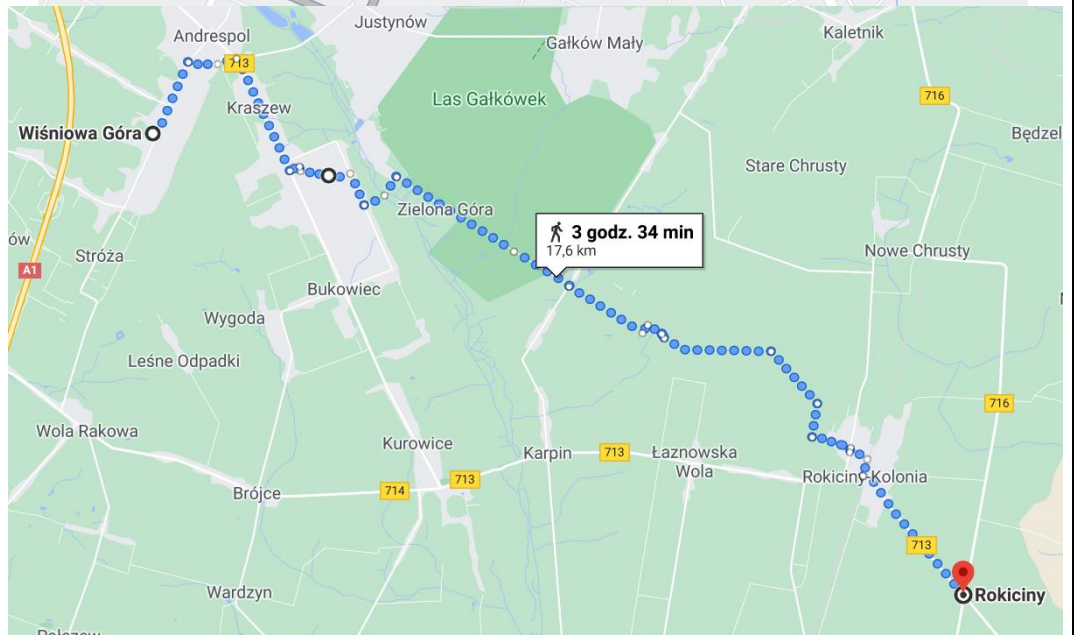 Justynów
Andrespol
Kaletnik
Gałków Mały
713
716
Las Gałkówek
Kraszew
Wiśniowa Góra
Będzel
Stare Chrusty
Zielona Góra
3 godz. 34 min
17,6 km
ów
Stróża
Nowe Chrusty
A1
Bukowiec
Wygoda
Leśne Odpadki
716
Wola Rakowa
Kurowice
Karpin
713
Łaznowska
Wola
Rokiciny-Kolonia
713
714
Brójce
713
Wardzyn
Rokiciny